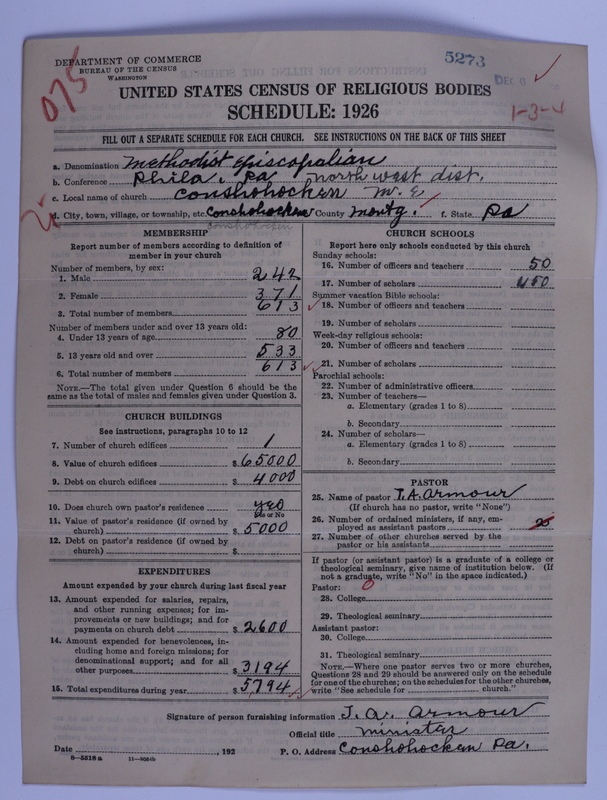 DEPARTMENT OF COMMERCE
BUREAU OF THE CENSUS
WASHINGTON
5273
DEC 6
075
UNITED STATES CENSUS OF RELIGIOUS BODIES
SCHEDULE: 1926
1-3-4
FILL OUT A SEPARATE SCHEDULE FOR EACH CHURCH. SEE INSTRUCTIONS ON THE BACK OF THIS SHEET
a. Denomination Methodist Episcopalian
b. Conference Phila. Pa north west dist.
c. Local name of church Conshohocken M. E
d. City, town, village, or township, etc. Conshohocken County Montg. f. State Pa
Conshohocken
MEMBERSHIP
Report number of members according to definition of member in your church
Number of members, by sex:
1. Male 242
2. Female 371
3. Total number of members 613
Number of members under and over 13 years old:
4. Under 13 years of age 80
5. 13 years old and over 533
6. Total number of members 613
NOTE.—The total given under Question 6 should be the same as the total of males and females given under Question 3.
CHURCH BUILDINGS
See instructions, paragraphs 10 to 12
7. Number of church edifices 1
8. Value of church edifices $65000
9. Debt on church edifices $4000
10. Does church own pastor's residence yes
Yes or No
11. Value of pastor's residence (if owned by church) $5000
12. Debt on pastor's residence (if owned by church) $
EXPENDITURES
Amount expended by your church during last fiscal year
13. Amount expended for salaries, repairs, and other running expenses; for improvements or new buildings; and for payments on church debt $2600
14. Amount expended for benevolences, including home and foreign missions; for denominational support; and for all other purposes $3194
15. Total expenditures during year $5794
CHURCH SCHOOLS
Report here only schools conducted by this church
Sunday schools:
16. Number of officers and teachers 50
17. Number of scholars 450
Summer vacation Bible schools:
18. Number of officers and teachers
19. Number of scholars
Week-day religious schools:
20. Number of officers and teachers
21. Number of scholars
Parochial schools:
22. Number of administrative officers
23. Number of teachers—
a. Elementary (grades 1 to 8)
b. Secondary
24. Number of scholars—
a. Elementary (grades 1 to 8)
b. Secondary
PASTOR
25. Name of pastor J. A. Armour
(If church has no pastor, write "None")
26. Number of ordained ministers, if any, employed as assistant pastors
27. Number of other churches served by the pastor or his assistants
If pastor (or assistant pastor) is a graduate of a college or theological seminary, give name of institution below. (If not a graduate, write "No" in the space indicated.)
Pastor: 0
28. College
29. Theological seminary
Assistant pastor:
30. College
31. Theological seminary
NOTE.—Where one pastor serves two or more churches, Questions 28 and 29 should be answered only on the schedule for one of the churches; on the schedules for the other churches, write "See schedule for church."
Signature of person furnishing information J. A. Armour
Official title minister
Date , 192 P. O. Address Conshohocken Pa.
8-5518 a